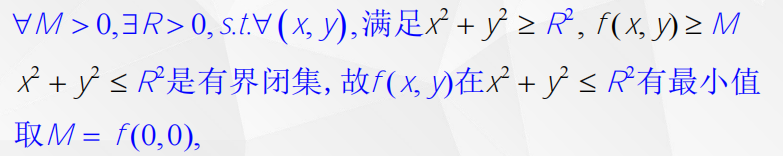 ∀M > 0,∃R > 0, s.t.∀(x, y),满足x² + y² ≥ R², f(x, y) ≥ M
x² + y² ≤ R²是有界闭集,故f(x, y)在x² + y² ≤ R²有最小值
取M = f(0,0),